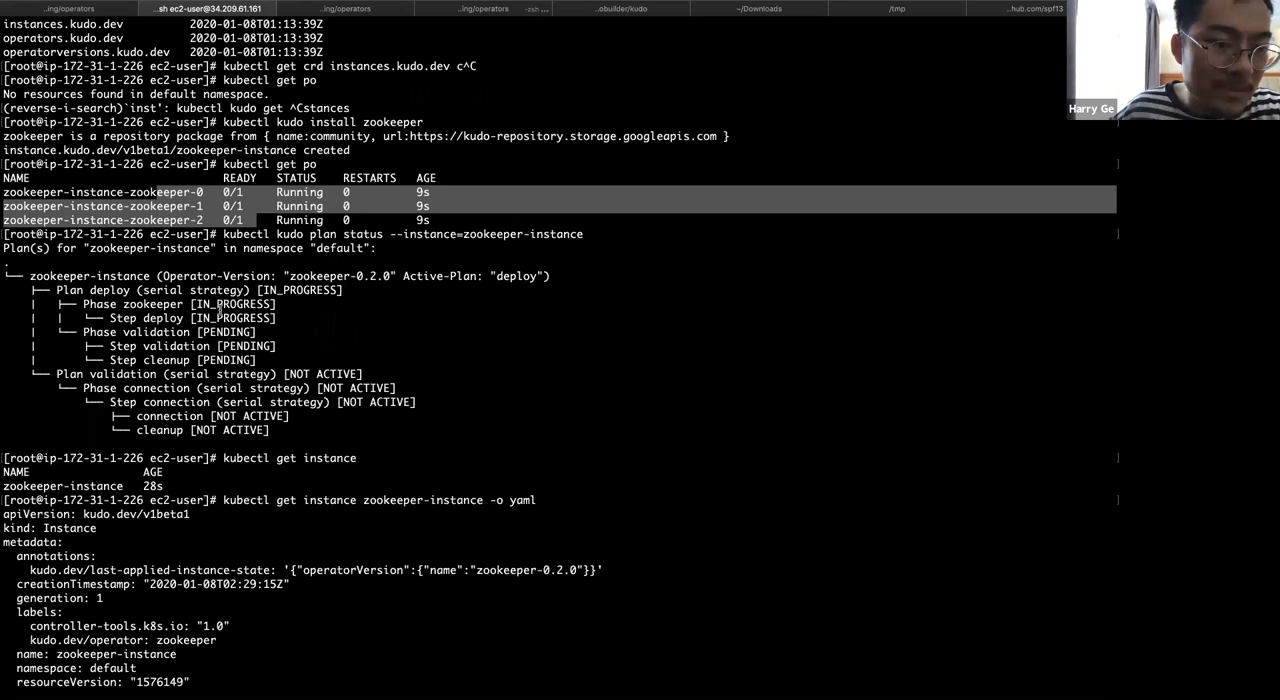 ..ing/operators
..sh ec2-user@34.209.61.161
..ing/operators
..ing/operators
-zsh ...
..obuilder/kudo
~/Downloads
/tmp
..hub.com/spf13
instances.kudo.dev 2020-01-08T01:13:39Z
operators.kudo.dev 2020-01-08T01:13:39Z
operatorversions.kudo.dev 2020-01-08T01:13:39Z
[root@ip-172-31-1-226 ec2-user]# kubectl get crd instances.kudo.dev c^C
[root@ip-172-31-1-226 ec2-user]# kubectl get po
No resources found in default namespace.
(reverse-i-search)`inst': kubectl kudo get ^Cstances
[root@ip-172-31-1-226 ec2-user]# kubectl kudo install zookeeper
zookeeper is a repository package from { name:community, url:https://kudo-repository.storage.googleapis.com }
instance.kudo.dev/v1beta1/zookeeper-instance created
[root@ip-172-31-1-226 ec2-user]# kubectl get po ]
NAME READY STATUS RESTARTS AGE
zookeeper-instance-zookeeper-0 0/1 Running 0 9s
zookeeper-instance-zookeeper-1 0/1 Running 0 9s
zookeeper-instance-zookeeper-2 0/1 Running 0 9s
[root@ip-172-31-1-226 ec2-user]# kubectl kudo plan status --instance=zookeeper-instance ]
Plan(s) for "zookeeper-instance" in namespace "default":
.
└── zookeeper-instance (Operator-Version: "zookeeper-0.2.0" Active-Plan: "deploy")
├── Plan deploy (serial strategy) [IN_PROGRESS]
│ ├── Phase zookeeper [IN_PROGRESS]
│ │ └── Step deploy [IN_PROGRESS]
│ └── Phase validation [PENDING]
│ ├── Step validation [PENDING]
│ └── Step cleanup [PENDING]
└── Plan validation (serial strategy) [NOT ACTIVE]
└── Phase connection (serial strategy) [NOT ACTIVE]
└── Step connection (serial strategy) [NOT ACTIVE]
├── connection [NOT ACTIVE]
└── cleanup [NOT ACTIVE]
[root@ip-172-31-1-226 ec2-user]# kubectl get instance ]
NAME AGE
zookeeper-instance 28s
[root@ip-172-31-1-226 ec2-user]# kubectl get instance zookeeper-instance -o yaml ]
apiVersion: kudo.dev/v1beta1
kind: Instance
metadata:
annotations:
kudo.dev/last-applied-instance-state: '{"operatorVersion":{"name":"zookeeper-0.2.0"}}'
creationTimestamp: "2020-01-08T02:29:15Z"
generation: 1
labels:
controller-tools.k8s.io: "1.0"
kudo.dev/operator: zookeeper
name: zookeeper-instance
namespace: default
resourceVersion: "1576149"
Harry Ge